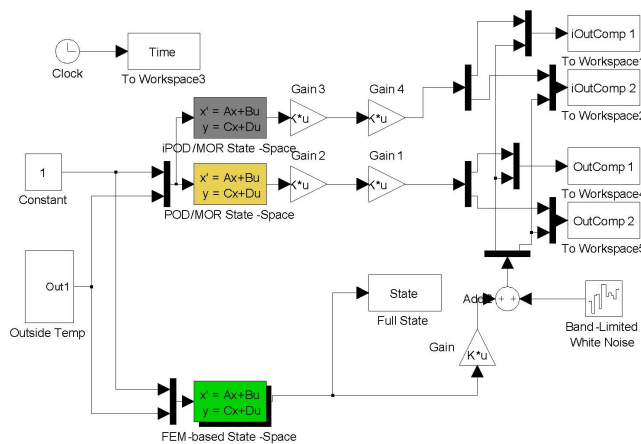 Time
Clock
To Workspace3
iOutComp 1
To Workspace1
iOutComp 2
To Workspace2
Gain 3
Gain 4
x' = Ax+Bu
y = Cx+Du
K*u
K*u
iPOD/MOR State -Space
Gain 2
Gain 1
1
Constant
x' = Ax+Bu
y = Cx+Du
K*u
K*u
POD/MOR State -Space
OutComp 1
To Workspace4
OutComp 2
To Workspace5
Out1
Outside Temp
State
Full State
+ +
Band-Limited
White Noise
Gain
K*u
x' = Ax+Bu
y = Cx+Du
FEM-based State -Space